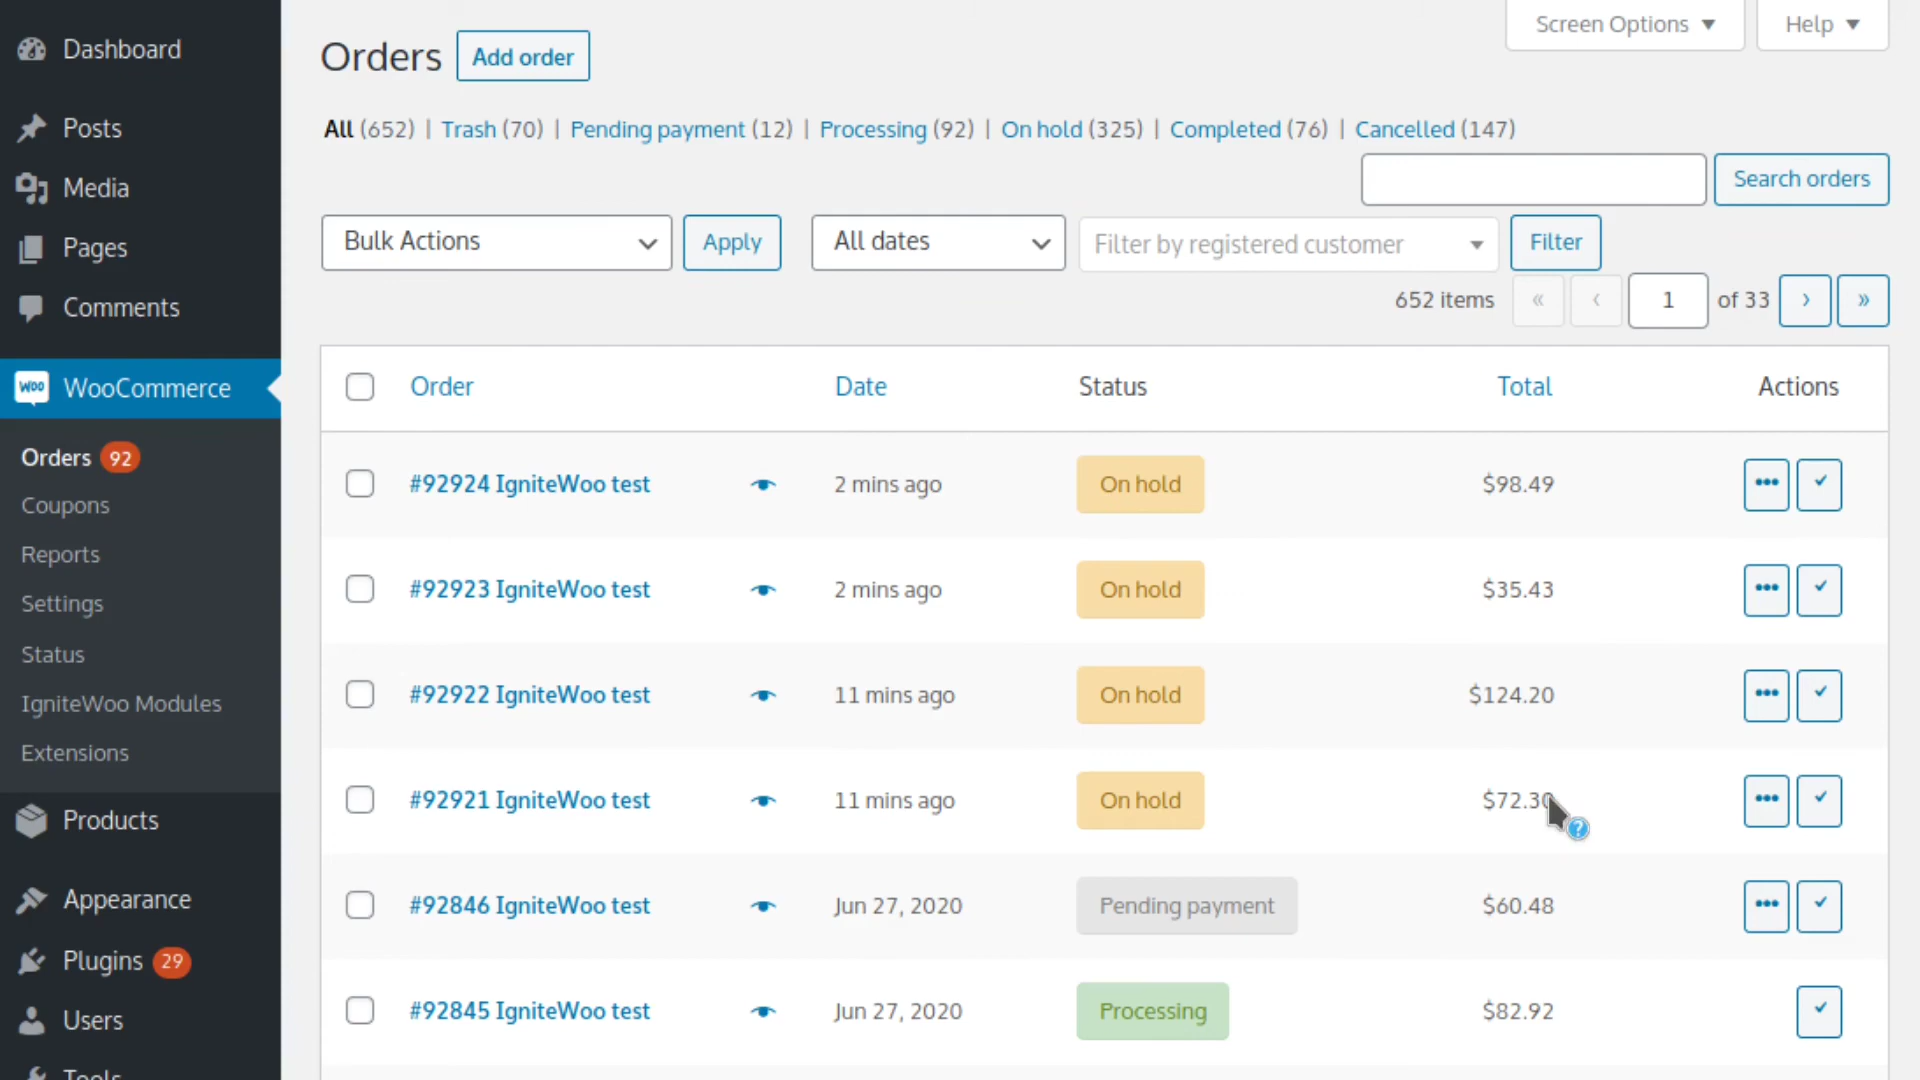 Dashboard
Posts
Media
Pages
Comments
WooCommerce
Orders 92
Coupons
Reports
Settings
Status
IgniteWoo Modules
Extensions
Products
Appearance
Plugins 29
Users
Tools
Screen Options ▼ Help ▼
Orders Add order
All (652) | Trash (70) | Pending payment (12) | Processing (92) | On hold (325) | Completed (76) | Cancelled (147)
Search orders
Bulk Actions Apply All dates Filter by registered customer Filter
652 items « ‹ 1 of 33 › »
Order Date Status Total Actions
#92924 IgniteWoo test 2 mins ago On hold $98.49
#92923 IgniteWoo test 2 mins ago On hold $35.43
#92922 IgniteWoo test 11 mins ago On hold $124.20
#92921 IgniteWoo test 11 mins ago On hold $72.30
#92846 IgniteWoo test Jun 27, 2020 Pending payment $60.48
#92845 IgniteWoo test Jun 27, 2020 Processing $82.92